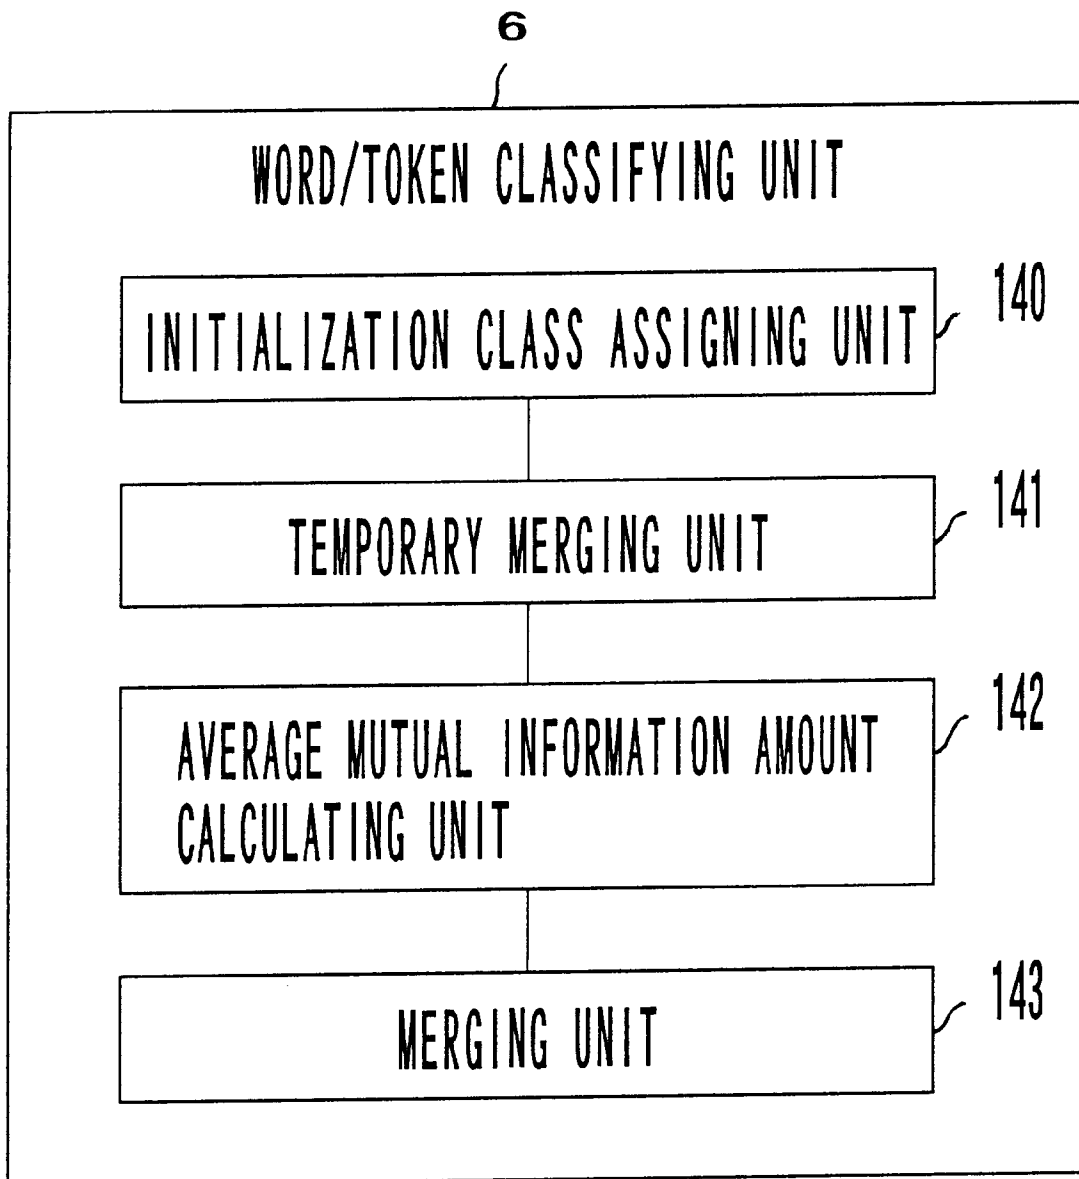 6
WORD/TOKEN CLASSIFYING UNIT
INITIALIZATION CLASS ASSIGNING UNIT
140
TEMPORARY MERGING UNIT
141
AVERAGE MUTUAL INFORMATION AMOUNT
CALCULATING UNIT
142
MERGING UNIT
143